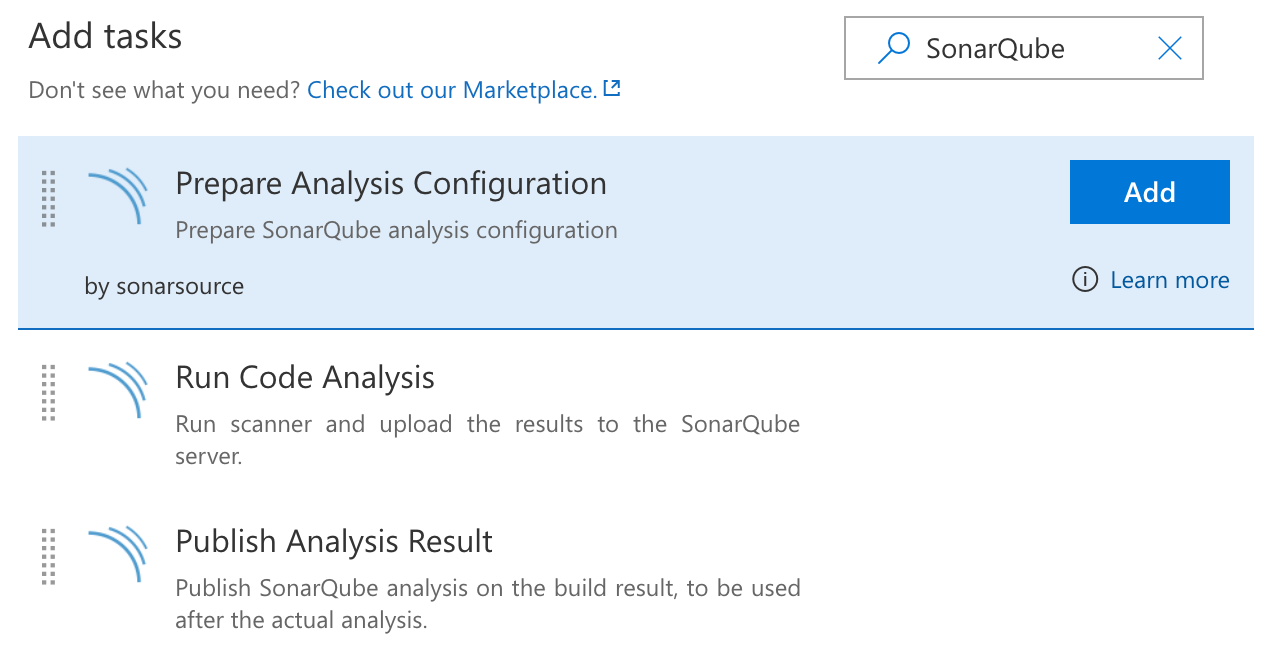 Add tasks
SonarQube
Don't see what you need? Check out our Marketplace.
Prepare Analysis Configuration
Add
Prepare SonarQube analysis configuration
by sonarsource
Learn more
Run Code Analysis
Run scanner and upload the results to the SonarQube
server.
Publish Analysis Result
Publish SonarQube analysis on the build result, to be used
after the actual analysis.